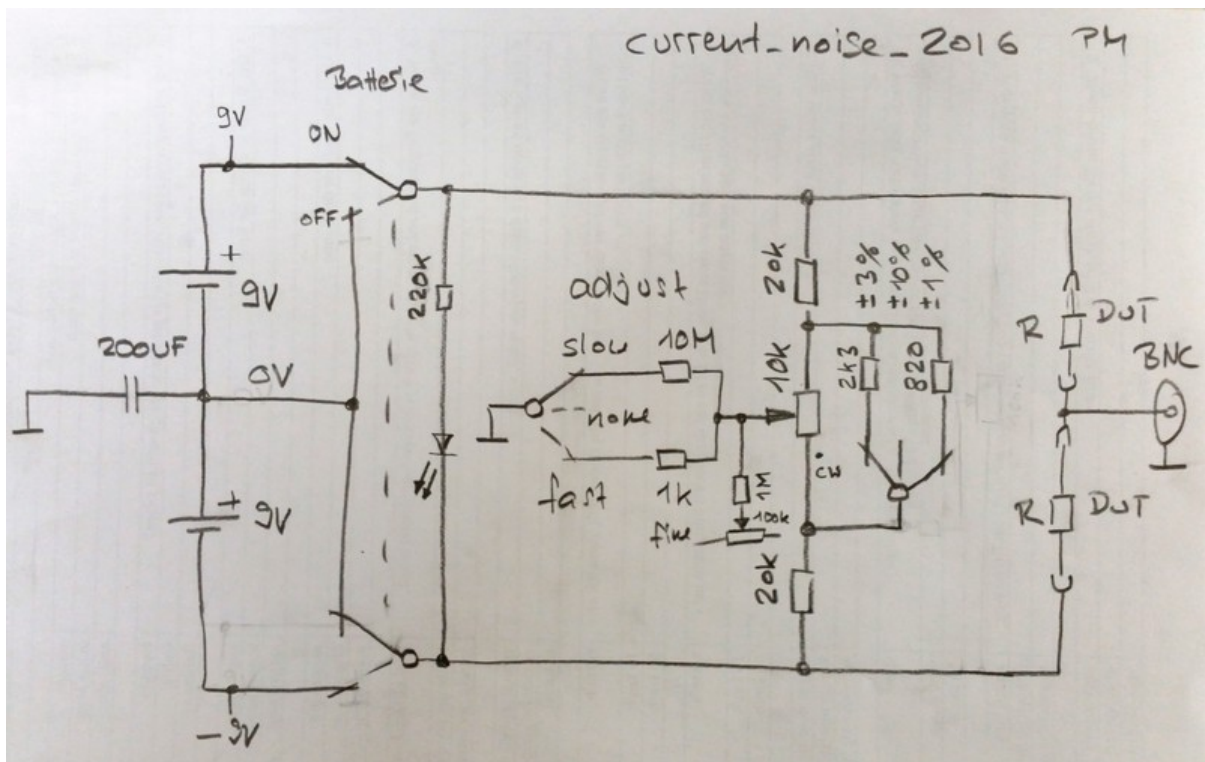 current_noise_2016 PM
Batterie
9V
ON
OFF
+
9V
200uF
0V
+
9V
-9V
220k
adjust
slow 10M
none
fast 1k
1M
100k
fine
20k
10k
cw
20k
±3%
±10%
±1%
2k3
820
R DUT
BNC
R DUT